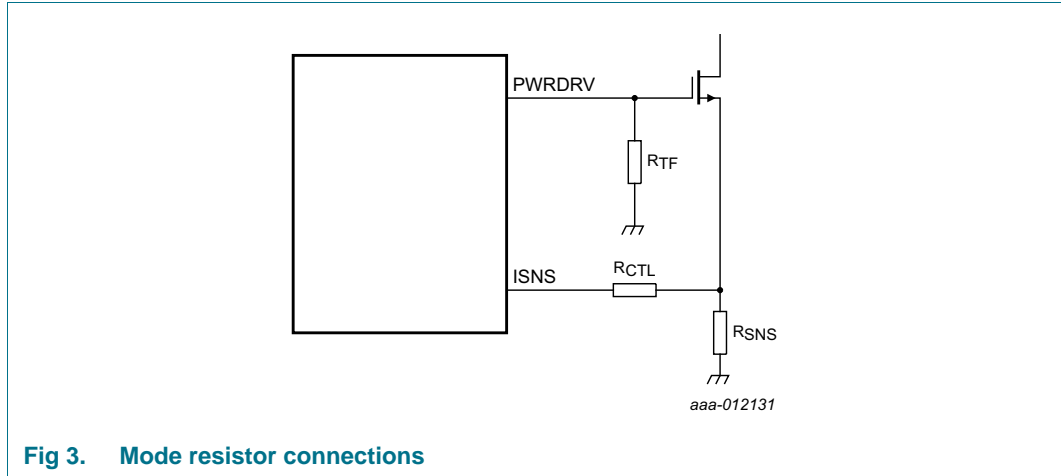 PWRDRV
RTF
ISNS
RCTL
RSNS
aaa-012131
Fig 3. Mode resistor connections